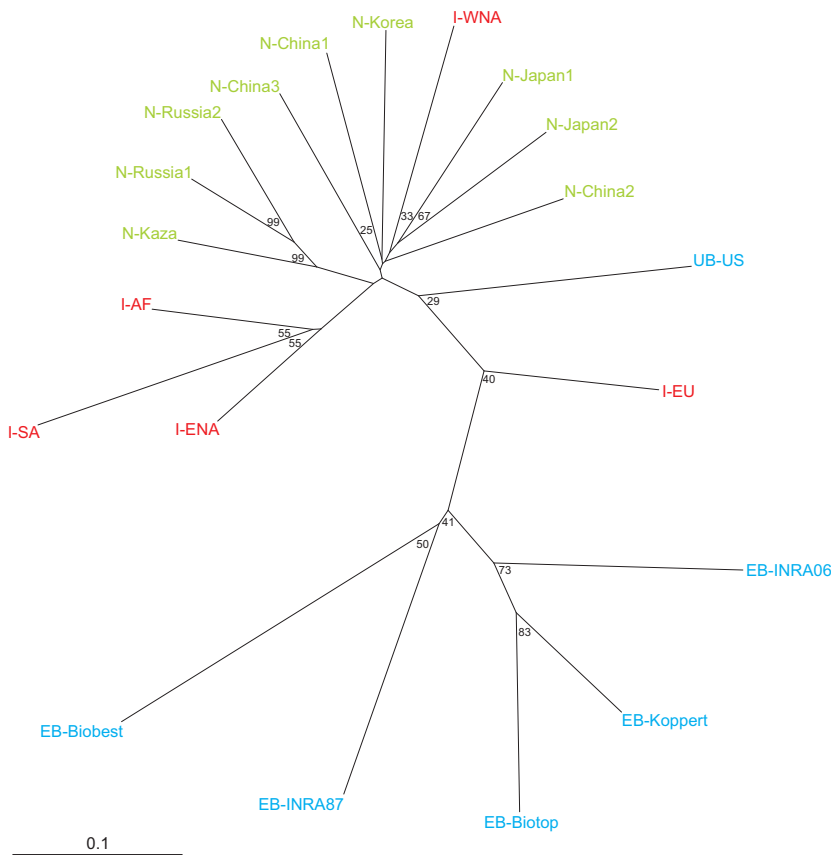 I-WNA
N-Korea
N-China1
N-Japan1
N-China3
N-Russia2
N-Japan2
N-Russia1
N-China2
33 67
99
25
N-Kaza
99
UB-US
29
I-AF
55
55
40
I-EU
I-SA
I-ENA
41
50
73
EB-INRA06
83
EB-Koppert
EB-Biobest
EB-INRA87
EB-Biotop
0.1